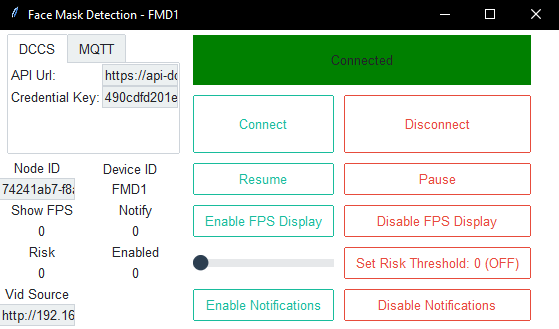 Face Mask Detection - FMD1
DCCS MQTT
API Url: https://api-dc
Credential Key: 490cdfd201e
Node ID Device ID
74241ab7-f8a FMD1
Show FPS Notify
0 0
Risk Enabled
0 0
Vid Source
http://192.16
Connected
Connect Disconnect
Resume Pause
Enable FPS Display Disable FPS Display
Set Risk Threshold: 0 (OFF)
Enable Notifications Disable Notifications